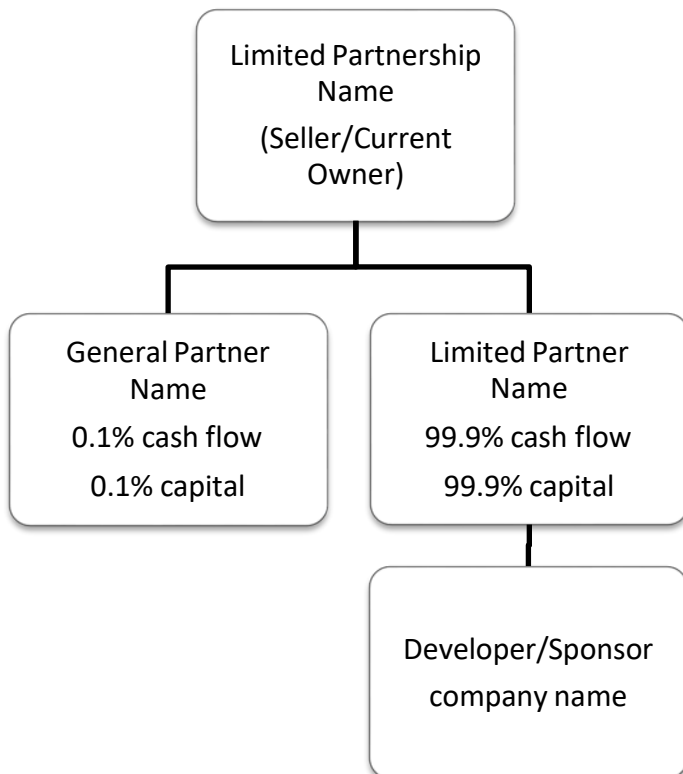 Limited Partnership
Name
(Seller/Current
Owner)
General Partner
Name
0.1% cash flow
0.1% capital
Limited Partner
Name
99.9% cash flow
99.9% capital
Developer/Sponsor
company name